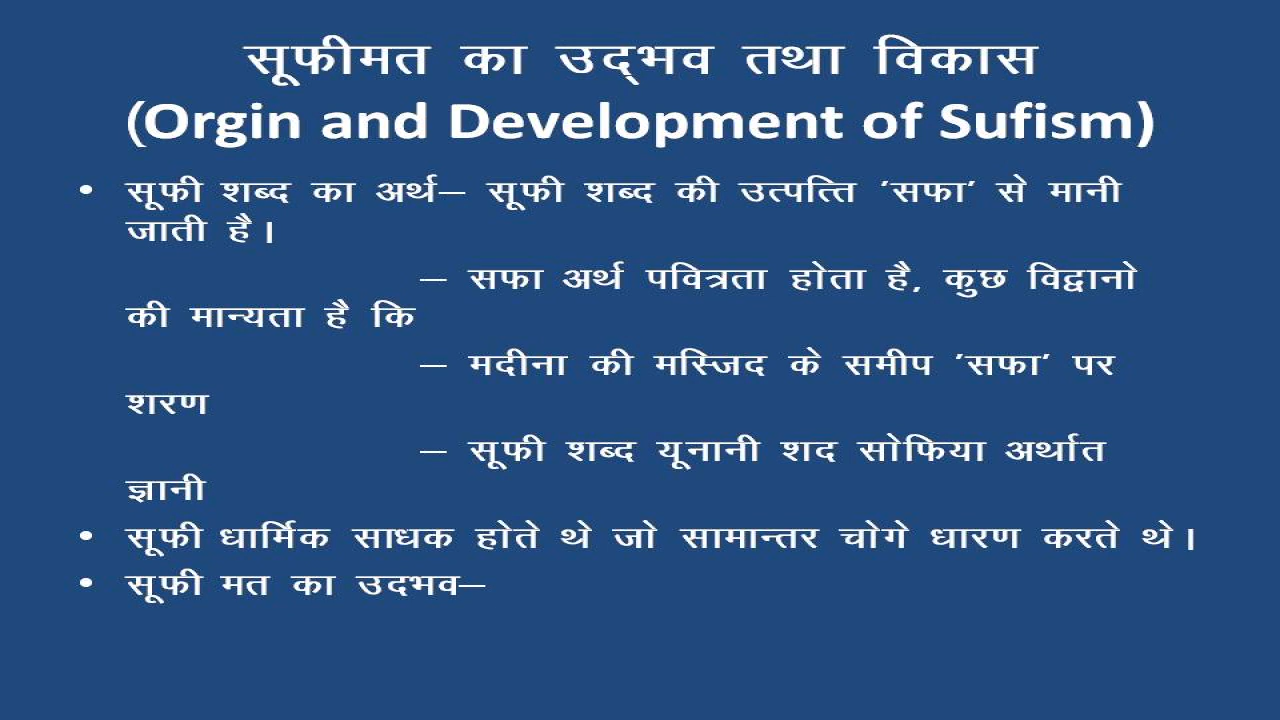 सूफीमत का उद्‌भव तथा विकास
(Orgin and Development of Sufism)
• सूफी शब्द का अर्थ– सूफी शब्द की उत्पत्ति 'सफा' से मानी
जाती है।
– सफा अर्थ पवित्रता होता है, कुछ विद्वानो
की मान्यता है कि
– मदीना की मस्जिद के समीप 'सफा' पर
शरण
– सूफी शब्द यूनानी शद सोफिया अर्थात
ज्ञानी
• सूफी धार्मिक साधक होते थे जो सामान्तर चोगे धारण करते थे।
• सूफी मत का उदभव–